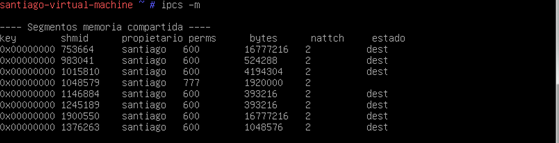 santiago-virtual-machine ~ # ipcs -m
---- Segmentos memoria compartida ----
key shmid propietario perms bytes nattch estado
0x00000000 753664 santiago 600 16777216 2 dest
0x00000000 983041 santiago 600 524288 2 dest
0x00000000 1015810 santiago 600 4194304 2 dest
0x00000000 1048579 santiago 777 1920000 2
0x00000000 1146884 santiago 600 393216 2 dest
0x00000000 1245189 santiago 600 393216 2 dest
0x00000000 1900550 santiago 600 16777216 2 dest
0x00000000 1376263 santiago 600 1048576 2 dest